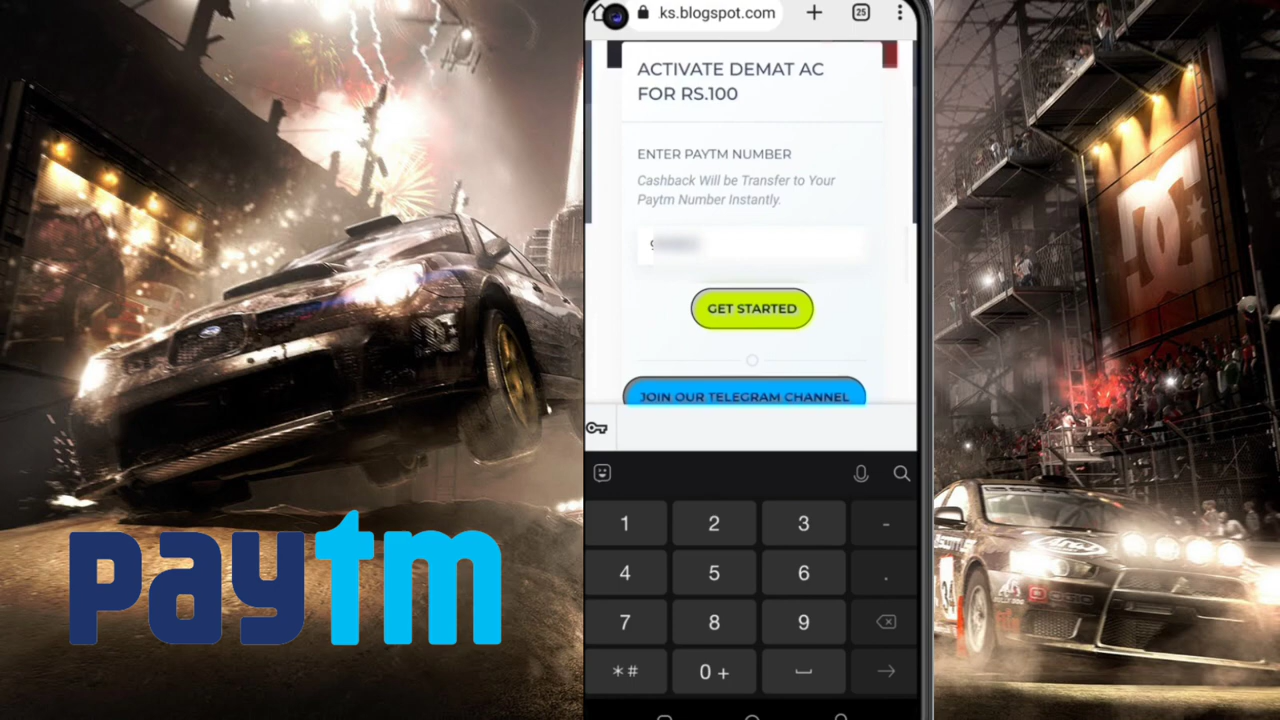 paytm
ks.blogspot.com
25
ACTIVATE DEMAT AC
FOR RS.100
ENTER PAYTM NUMBER
Cashback Will be Transfer to Your
Paytm Number Instantly.
GET STARTED
JOIN OUR TELEGRAM CHANNEL
1 2 3 -
4 5 6 .
7 8 9
*# 0 +
DC